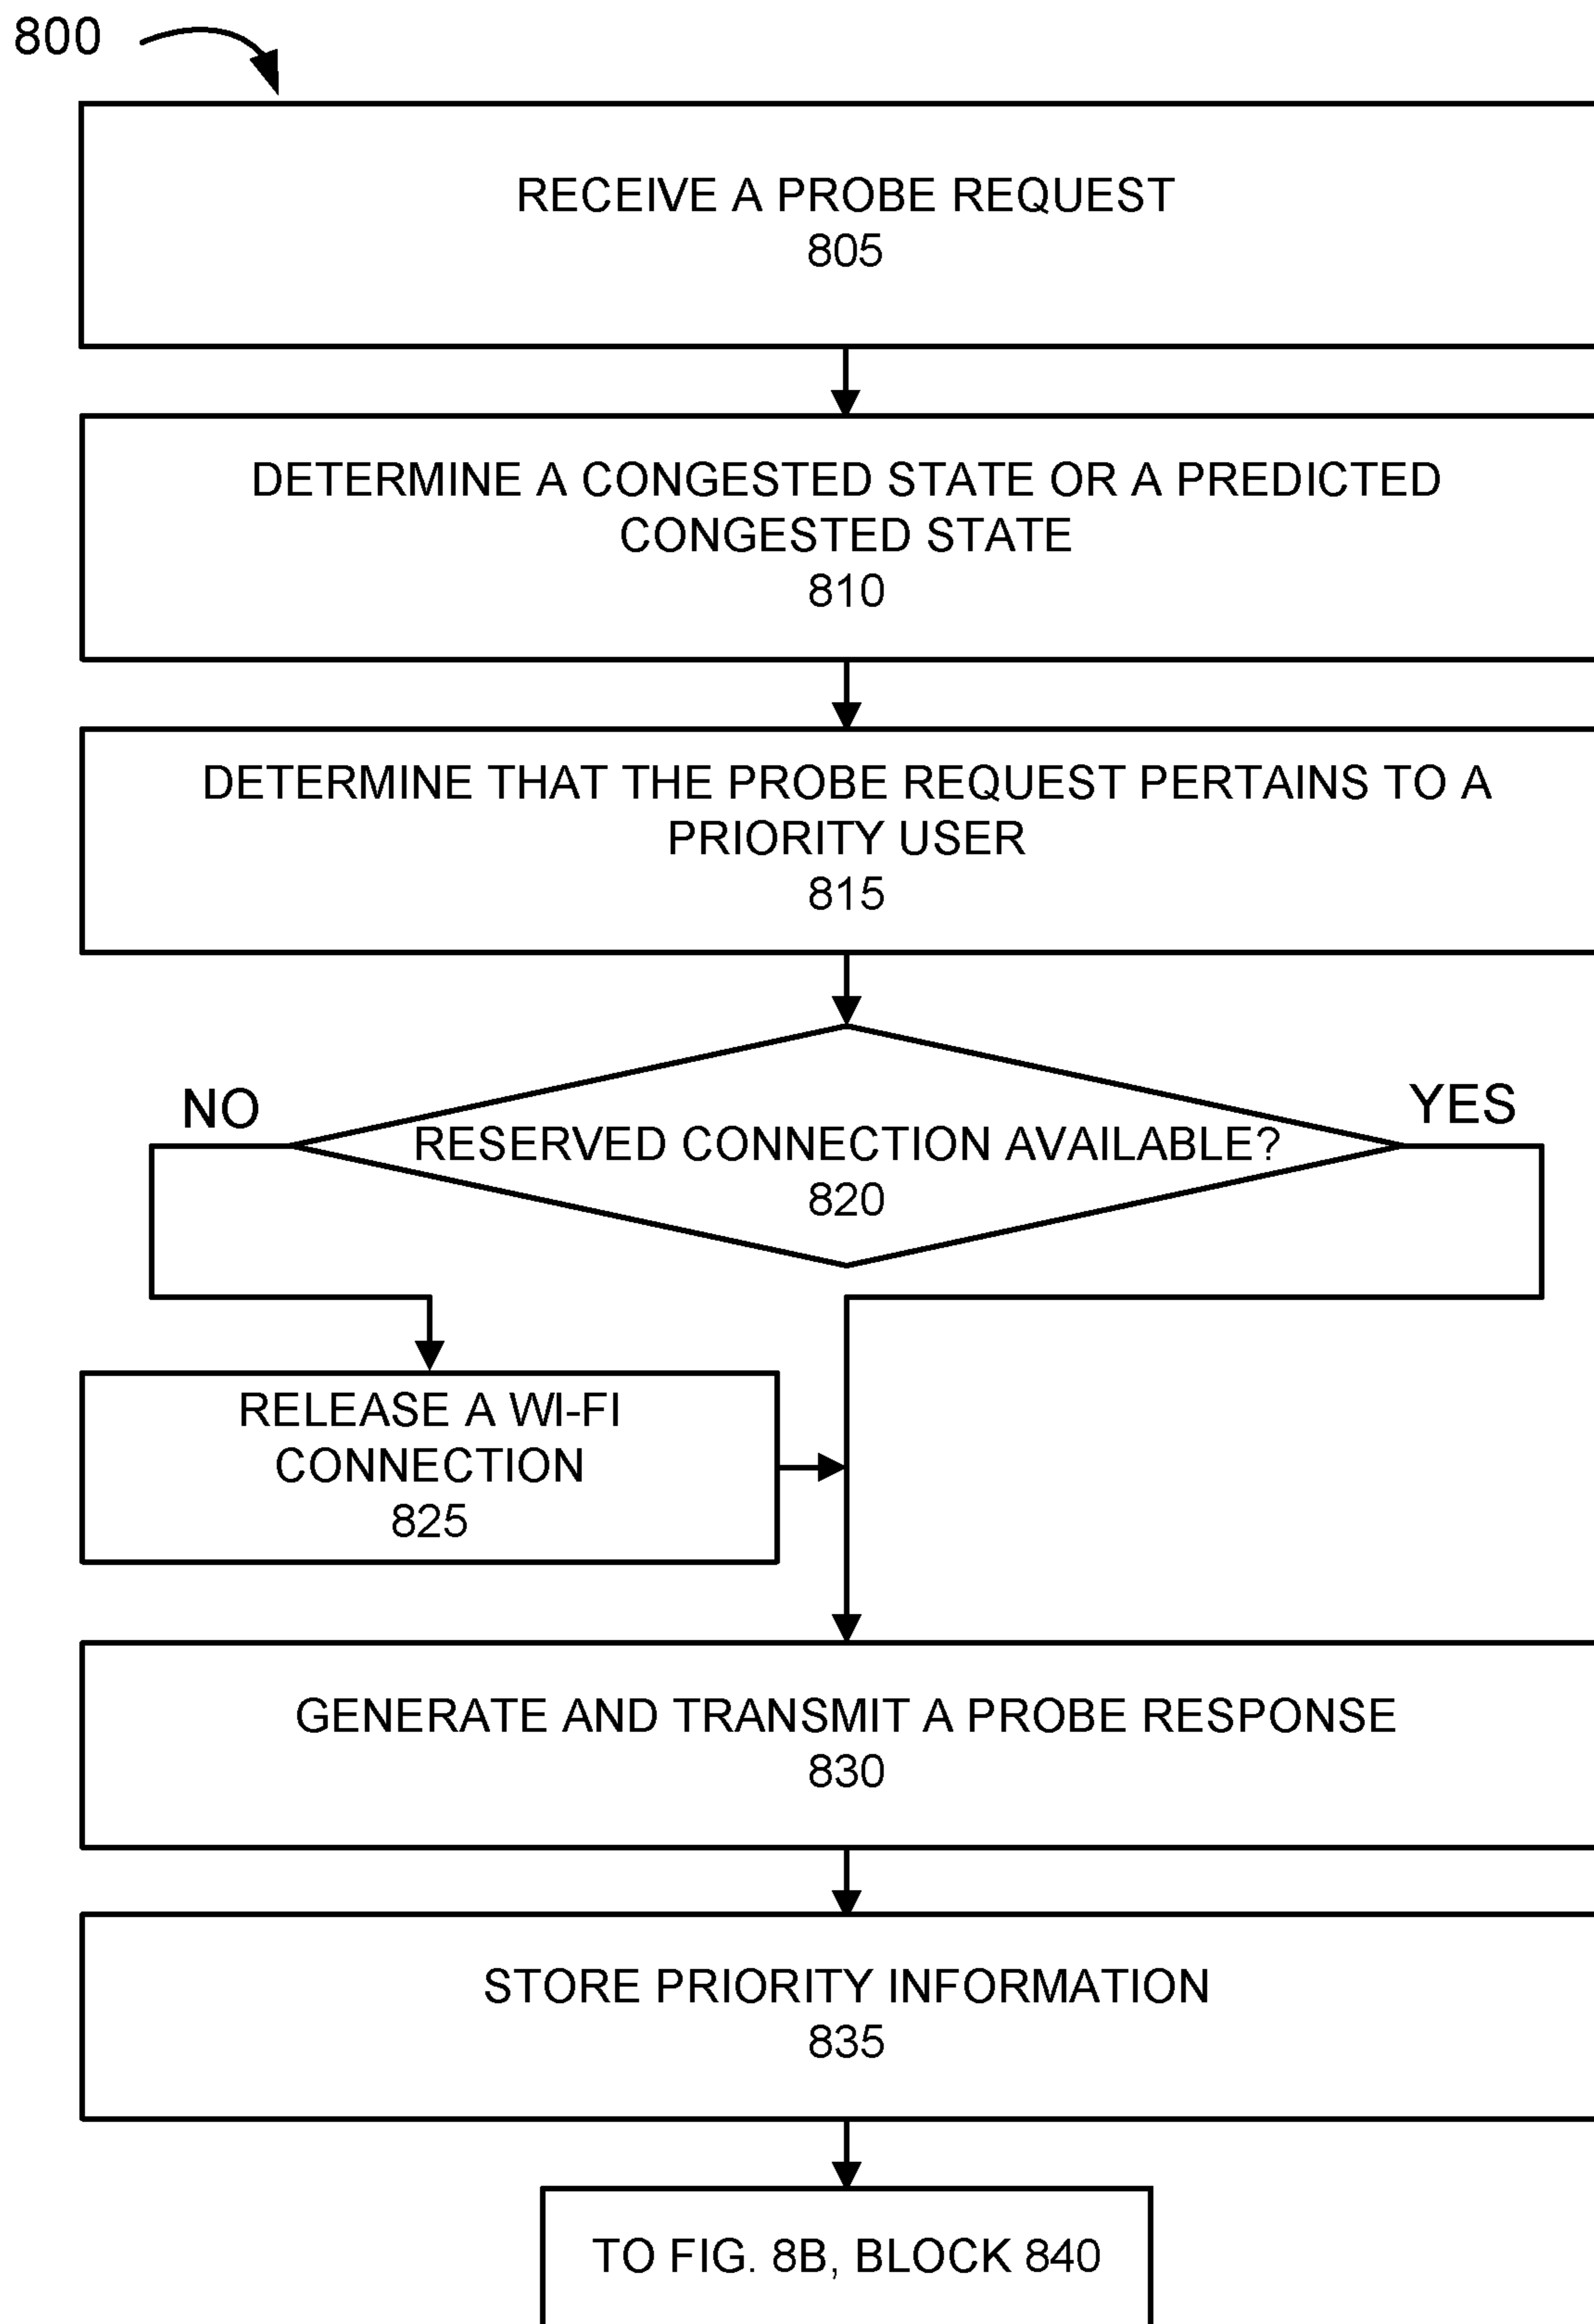 800
RECEIVE A PROBE REQUEST
805
DETERMINE A CONGESTED STATE OR A PREDICTED
CONGESTED STATE
810
DETERMINE THAT THE PROBE REQUEST PERTAINS TO A
PRIORITY USER
815
NO
YES
RESERVED CONNECTION AVAILABLE?
820
RELEASE A WI-FI
CONNECTION
825
GENERATE AND TRANSMIT A PROBE RESPONSE
830
STORE PRIORITY INFORMATION
835
TO FIG. 8B, BLOCK 840